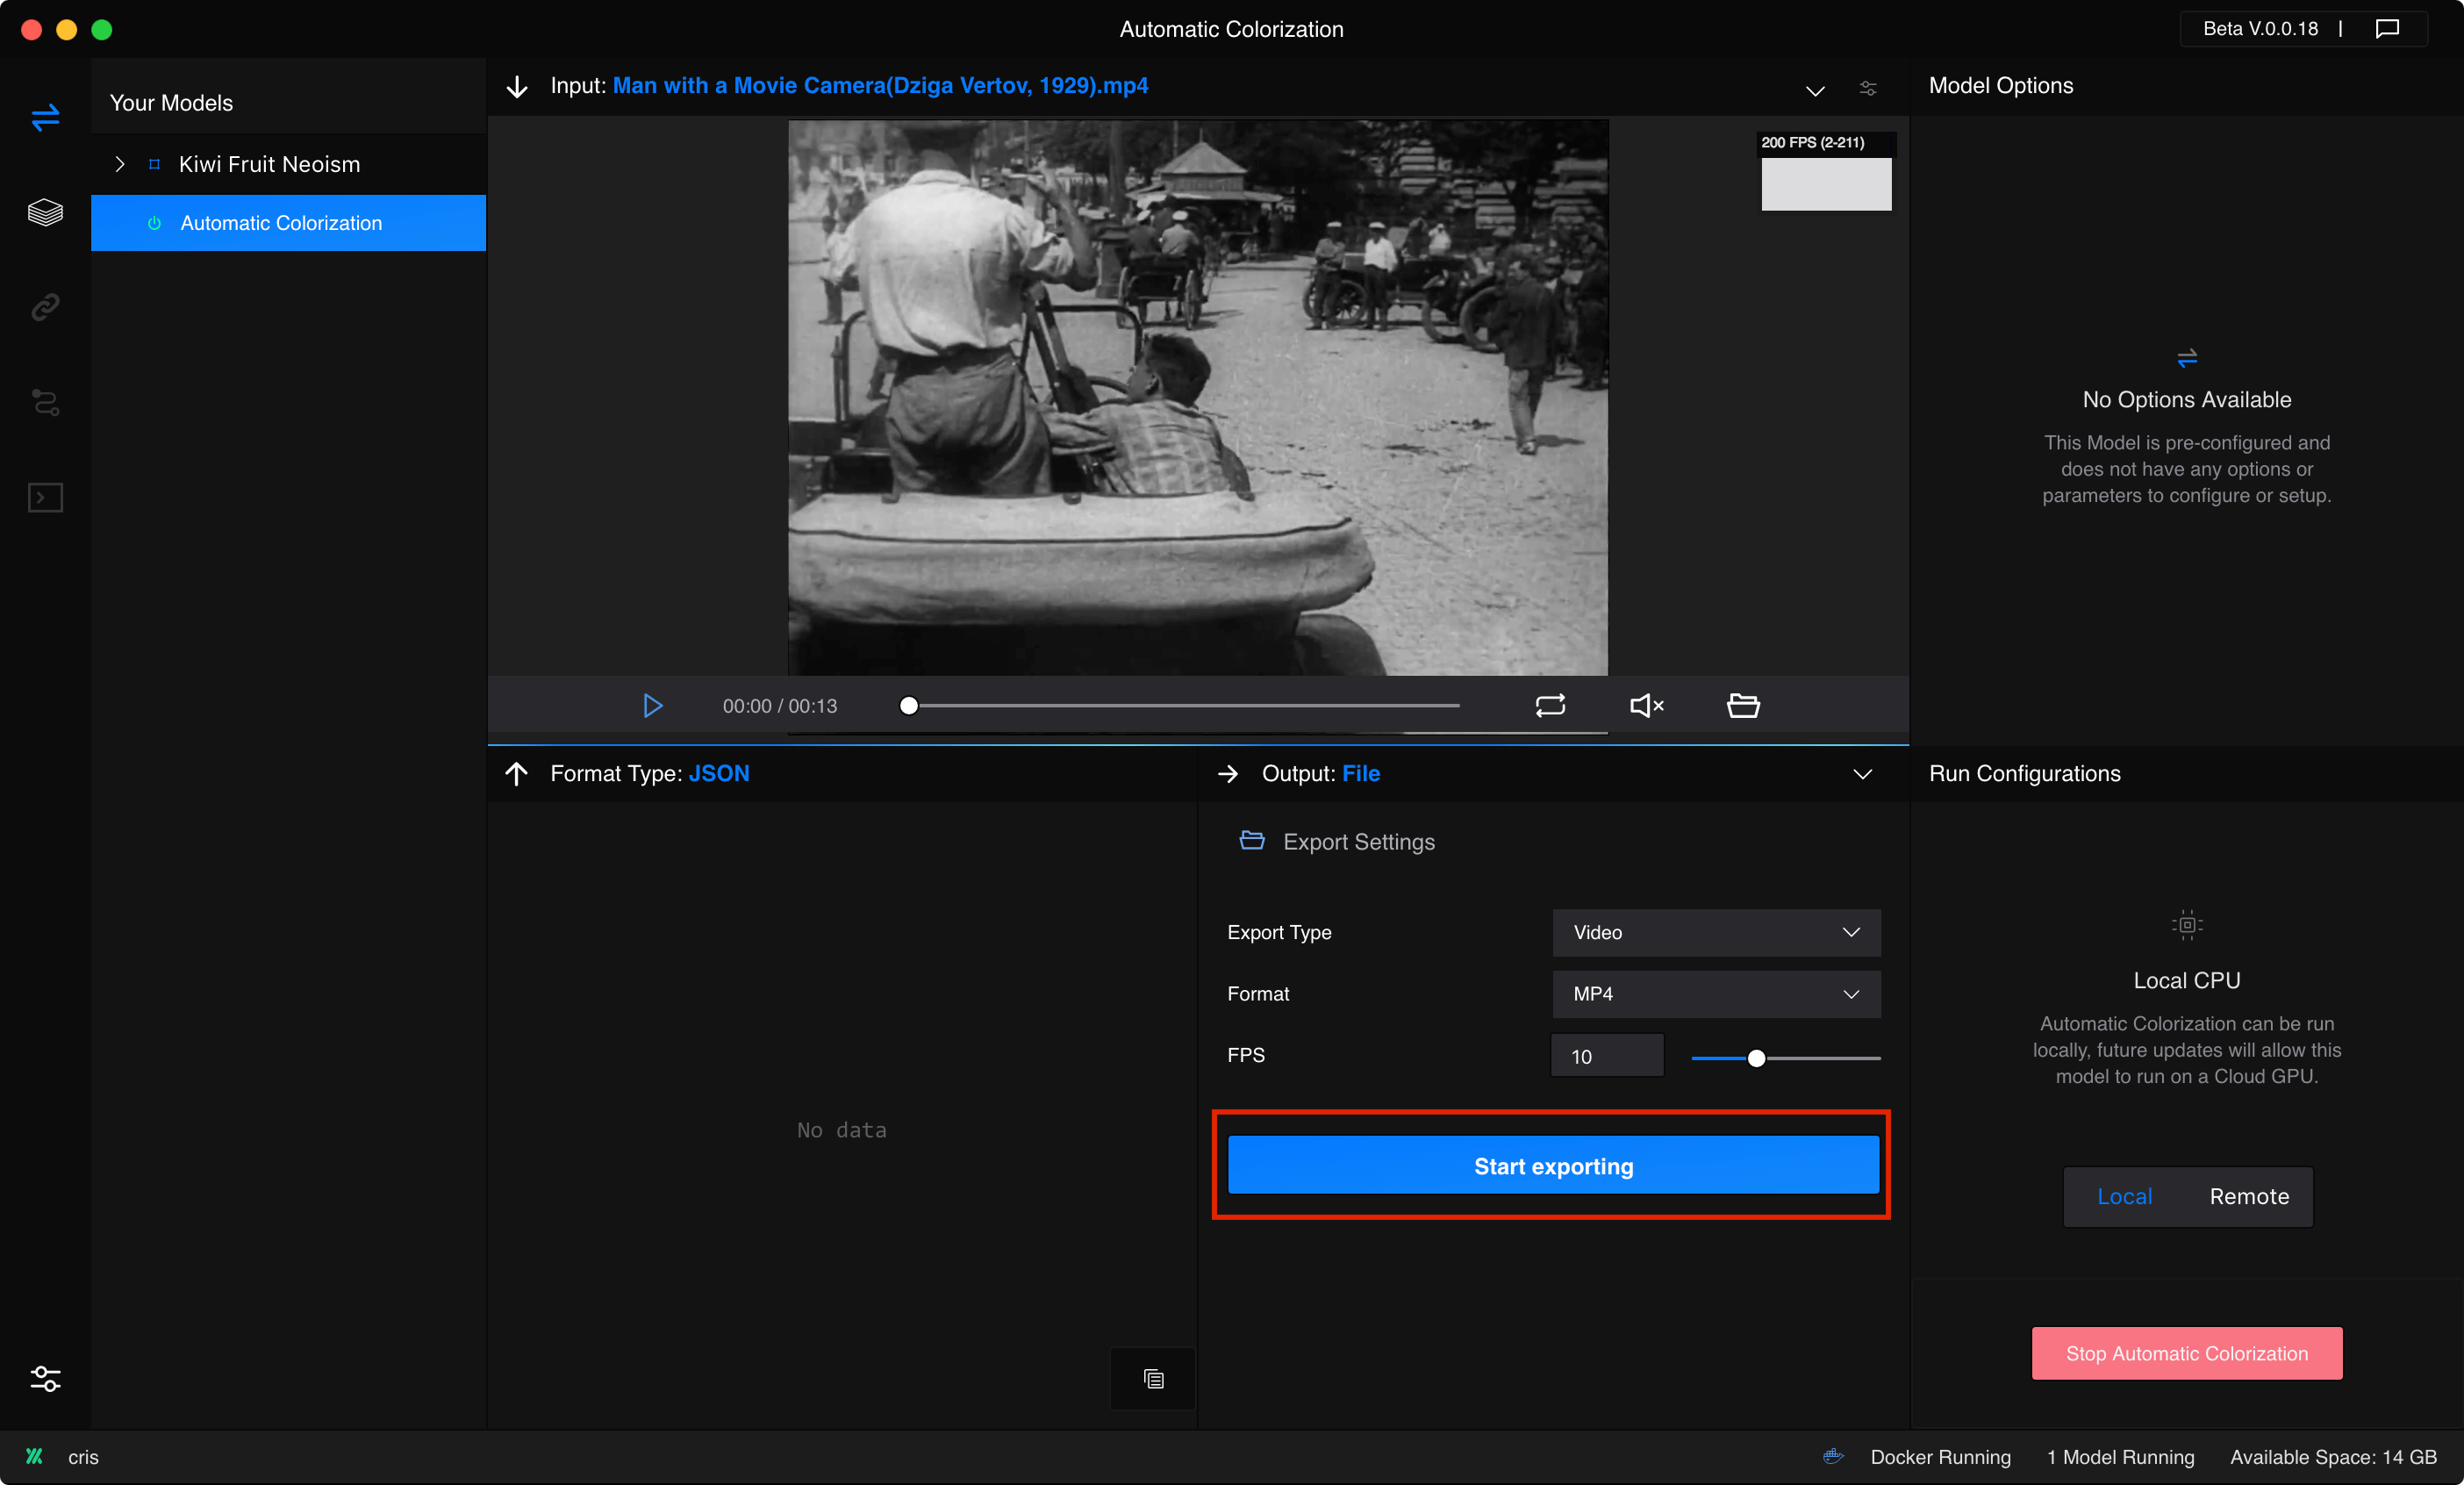 Automatic Colorization
Beta V.0.0.18 |
Your Models
Kiwi Fruit Neoism
Automatic Colorization
Input: Man with a Movie Camera(Dziga Vertov, 1929).mp4
200 FPS (2-211)
00:00 / 00:13
Model Options
No Options Available
This Model is pre-configured and
does not have any options or
parameters to configure or setup.
Format Type: JSON
No data
Output: File
Export Settings
Export Type
Video
Format
MP4
FPS
10
Start exporting
Run Configurations
Local CPU
Automatic Colorization can be run
locally, future updates will allow this
model to run on a Cloud GPU.
Local
Remote
Stop Automatic Colorization
cris
Docker Running
1 Model Running
Available Space: 14 GB